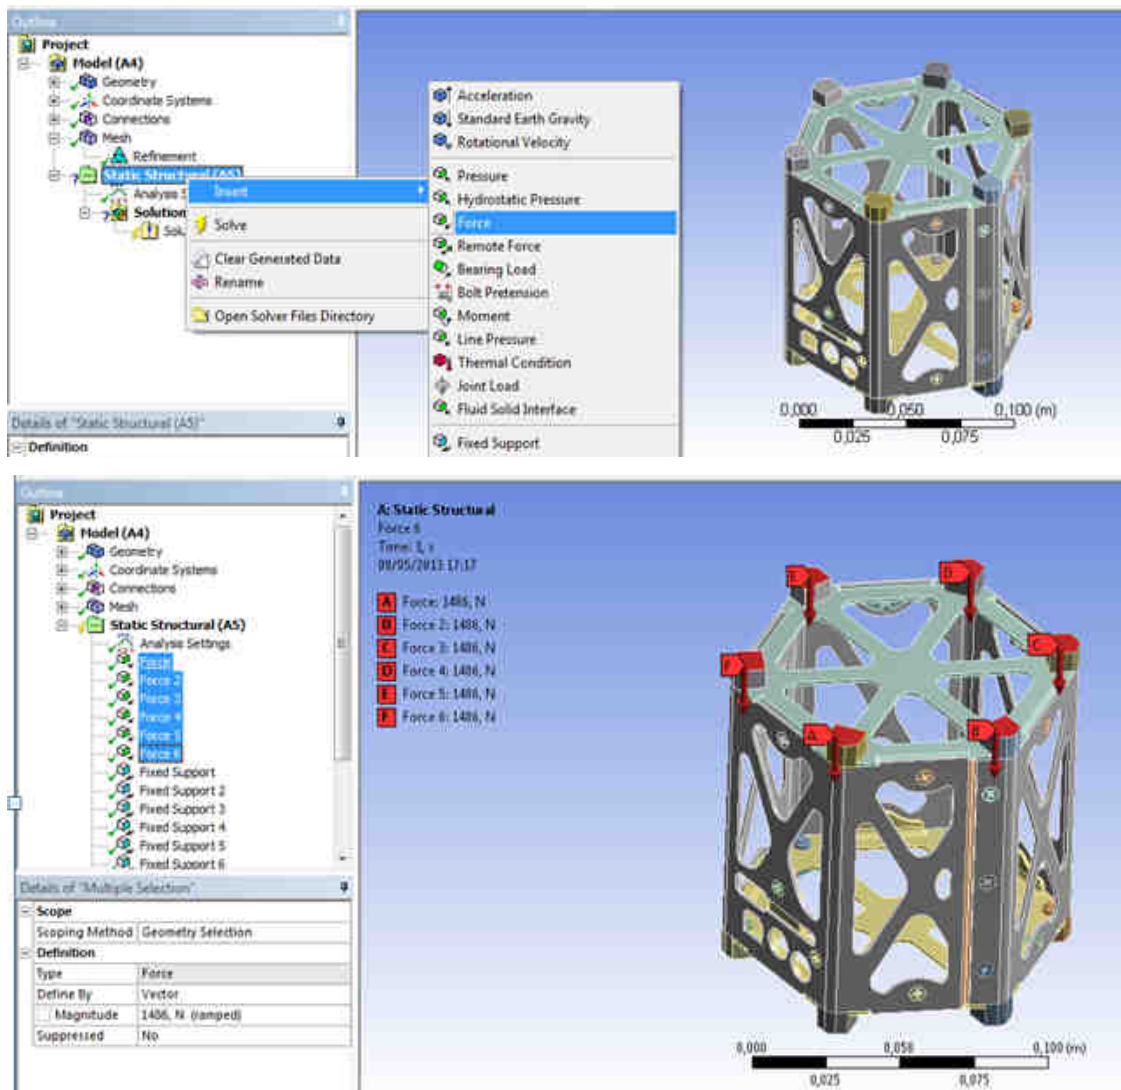 Outline
Project
Model (A4)
Geometry
Coordinate Systems
Connections
Mesh
Refinement
Static Structural (A5)
Analysis S
Solution
Sol
Insert
Solve
Clear Generated Data
Rename
Open Solver Files Directory
Acceleration
Standard Earth Gravity
Rotational Velocity
Pressure
Hydrostatic Pressure
Force
Remote Force
Bearing Load
Bolt Pretension
Moment
Line Pressure
Thermal Condition
Joint Load
Fluid Solid Interface
Fixed Support
Details of "Static Structural (A5)"
Definition
0,000 0,050 0,100 (m)
0,025 0,075
Outline
Project
Model (A4)
Geometry
Coordinate Systems
Connections
Mesh
Static Structural (A5)
Analysis Settings
Force
Force 2
Force 3
Force 4
Force 5
Force 6
Fixed Support
Fixed Support 2
Fixed Support 3
Fixed Support 4
Fixed Support 5
Fixed Support 6
Details of "Multiple Selection"
Scope
Scoping Method Geometry Selection
Definition
Type Force
Define By Vector
Magnitude 1486, N (ramped)
Suppressed No
A: Static Structural
Force 6
Time: 1, s
17:17
A Force: 1486, N
B Force 2: 1486, N
C Force 3: 1486, N
D Force 4: 1486, N
E Force 5: 1486, N
F Force 6: 1486, N
E
D
C
F
A
B
0,000 0,050 0,100 (m)
0,025 0,075